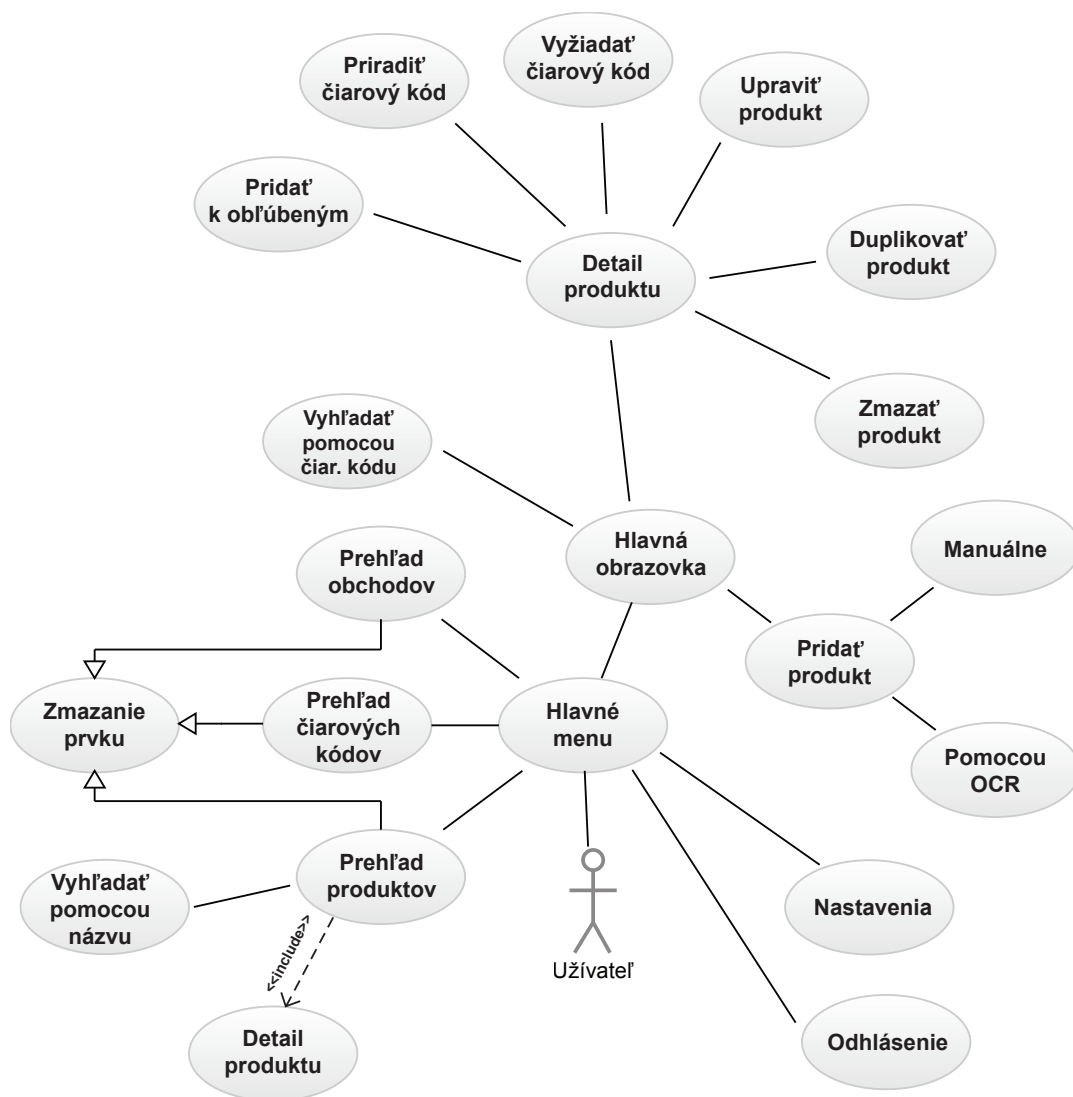 Vyžiadať
čiarový kód
Priradiť
čiarový kód
Upraviť
produkt
Pridať
k obľúbeným
Duplikovať
produkt
Detail
produktu
Zmazať
produkt
Vyhľadať
pomocou
čiar. kódu
Hlavná
obrazovka
Manuálne
Prehľad
obchodov
Pridať
produkt
Zmazanie
prvku
Prehľad
čiarových
kódov
Hlavné
menu
Pomocou
OCR
Prehľad
produktov
Vyhľadať
pomocou
názvu
Nastavenia
<<include>>
Užívateľ
Detail
produktu
Odhlásenie